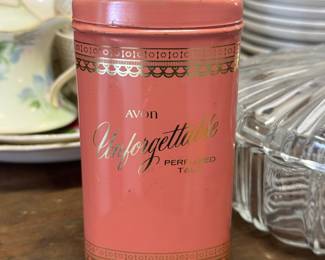 AVON
Unforgettable
PERFUMED
TALC